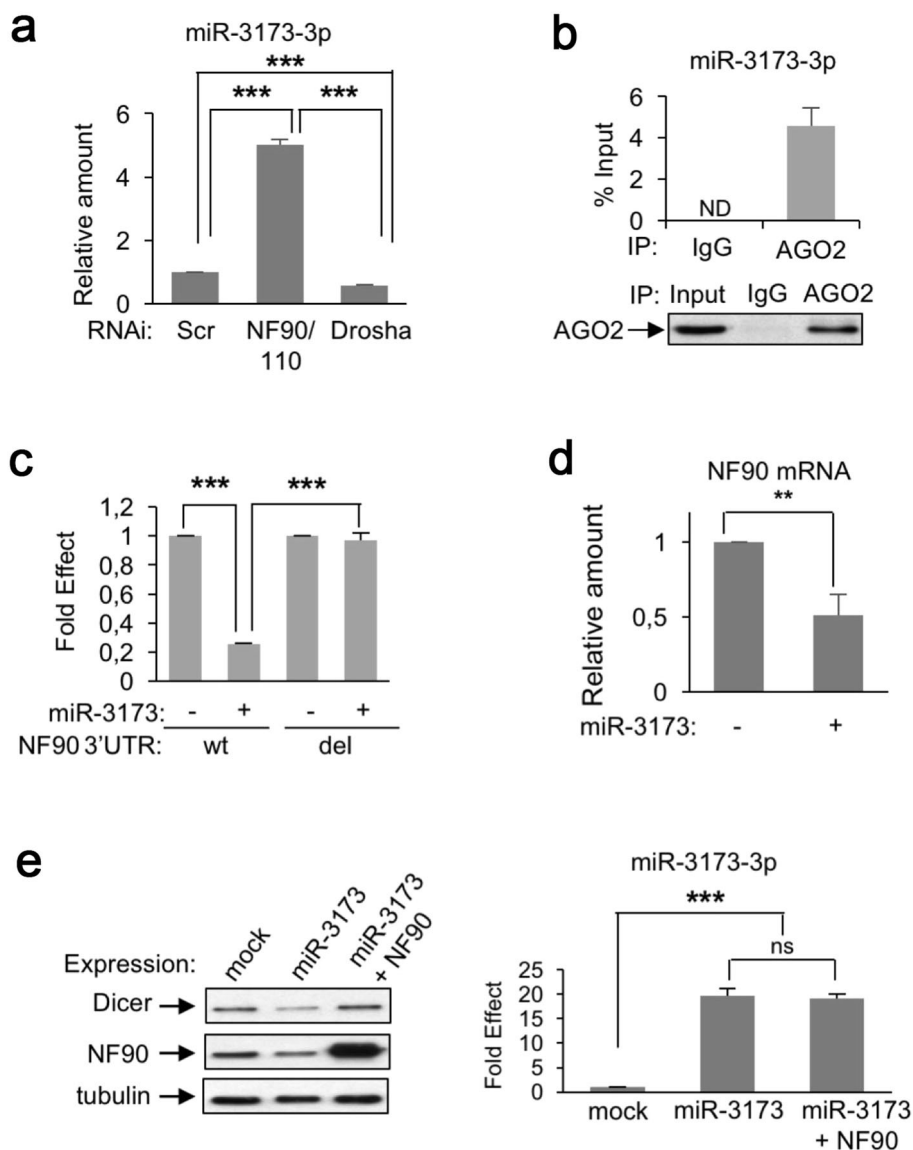 a
miR-3173-3p
***
*** ***
Relative amount
6
4
2
0
RNAi: Scr NF90/ Drosha
110
b
miR-3173-3p
% Input
6
4
2
0
ND
IP: IgG AGO2
IP: Input IgG AGO2
AGO2
c
*** ***
Fold Effect
1,2
1
0,8
0,6
0,4
0,2
0
miR-3173: - + - +
NF90 3’UTR: wt del
d
NF90 mRNA
**
Relative amount
1
0,5
0
miR-3173: - +
e
Expression: mock miR-3173 miR-3173
+ NF90
Dicer
NF90
tubulin
miR-3173-3p
***
ns
Fold Effect
25
20
15
10
5
0
mock miR-3173 miR-3173
+ NF90